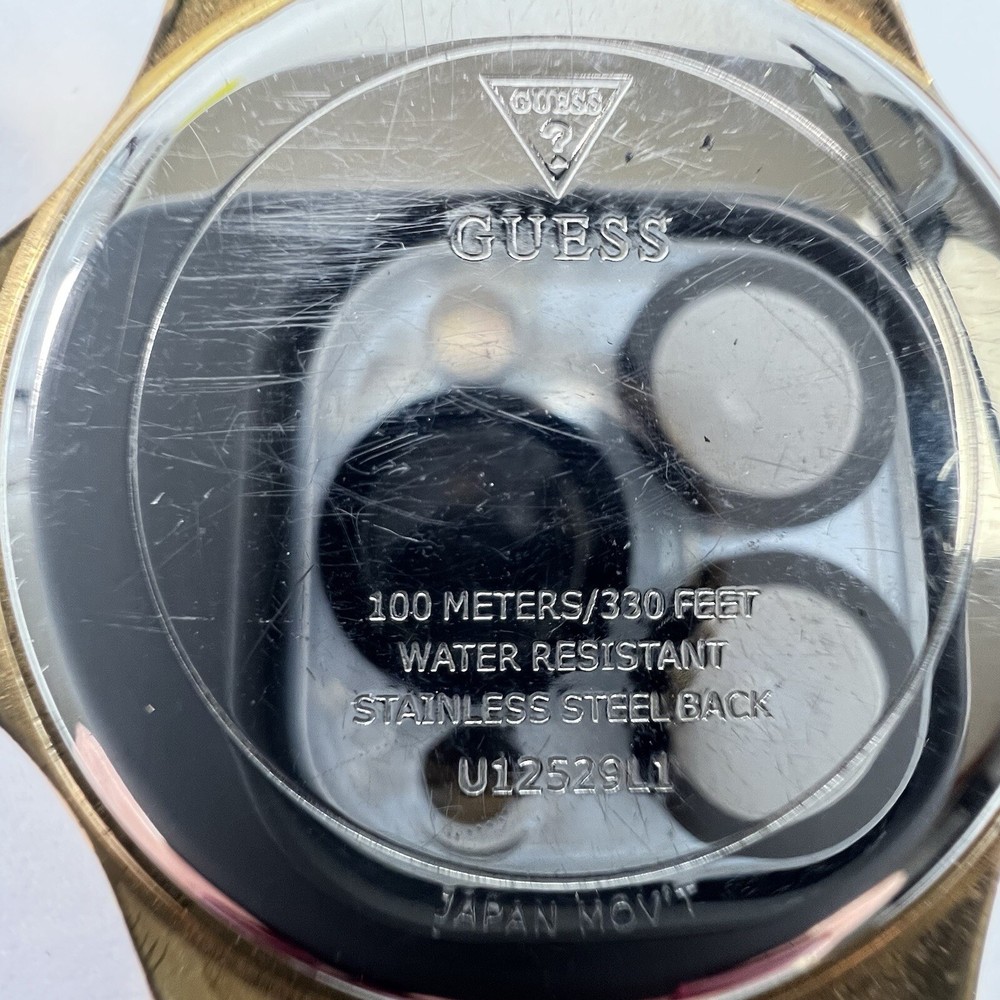 GUESS
?
GUESS
100 METERS/330 FEET
WATER RESISTANT
STAINLESS STEEL BACK
U12529L1
JAPAN MOV'T